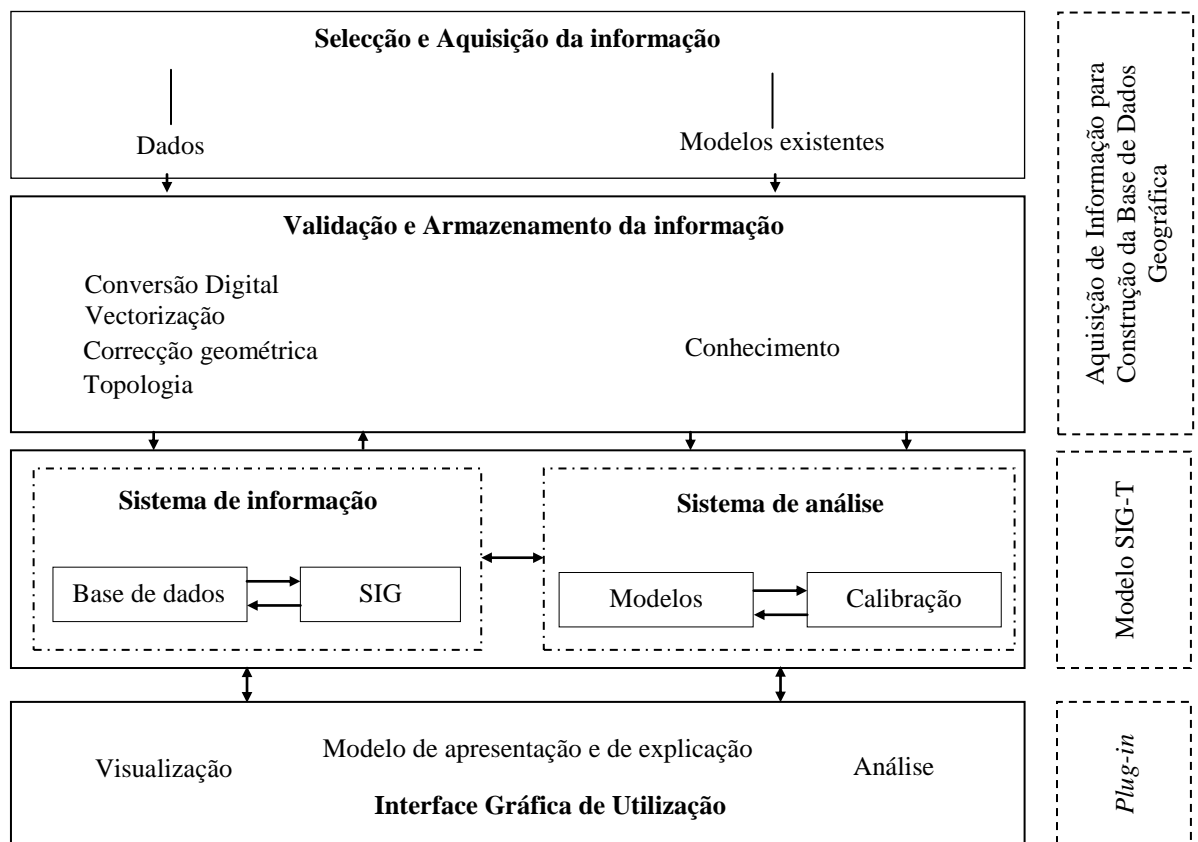 Selecção e Aquisição da informação
Dados
Modelos existentes
Validação e Armazenamento da informação
Conversão Digital
Vectorização
Correcção geométrica
Topologia
Conhecimento
Sistema de informação
Base de dados
SIG
Sistema de análise
Modelos
Calibração
Visualização
Modelo de apresentação e de explicação
Análise
Interface Gráfica de Utilização
Aquisição de Informação para
Construção da Base de Dados
Geográfica
Modelo SIG-T
Plug-in